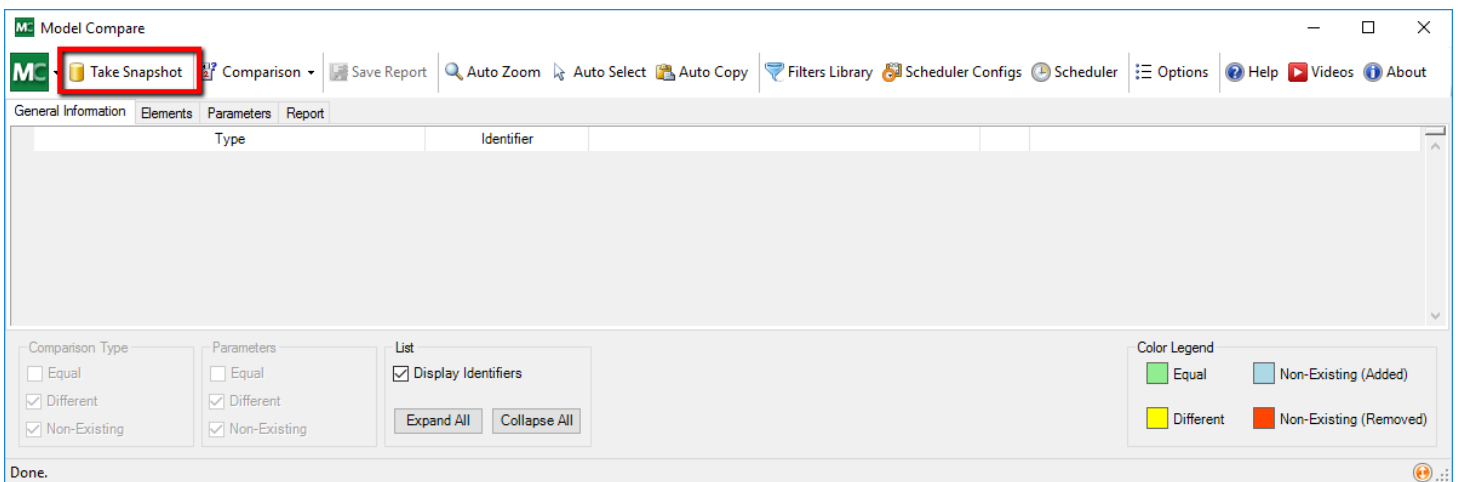 MC Model Compare
MC Take Snapshot Comparison Save Report Auto Zoom Auto Select Auto Copy Filters Library Scheduler Configs Scheduler Options Help Videos About
General Information Elements Parameters Report
Type Identifier
Comparison Type Parameters List Color Legend
Equal Equal Display Identifiers Equal Non-Existing (Added)
Different Different Expand All Collapse All Different Non-Existing (Removed)
Non-Existing Non-Existing
Done.